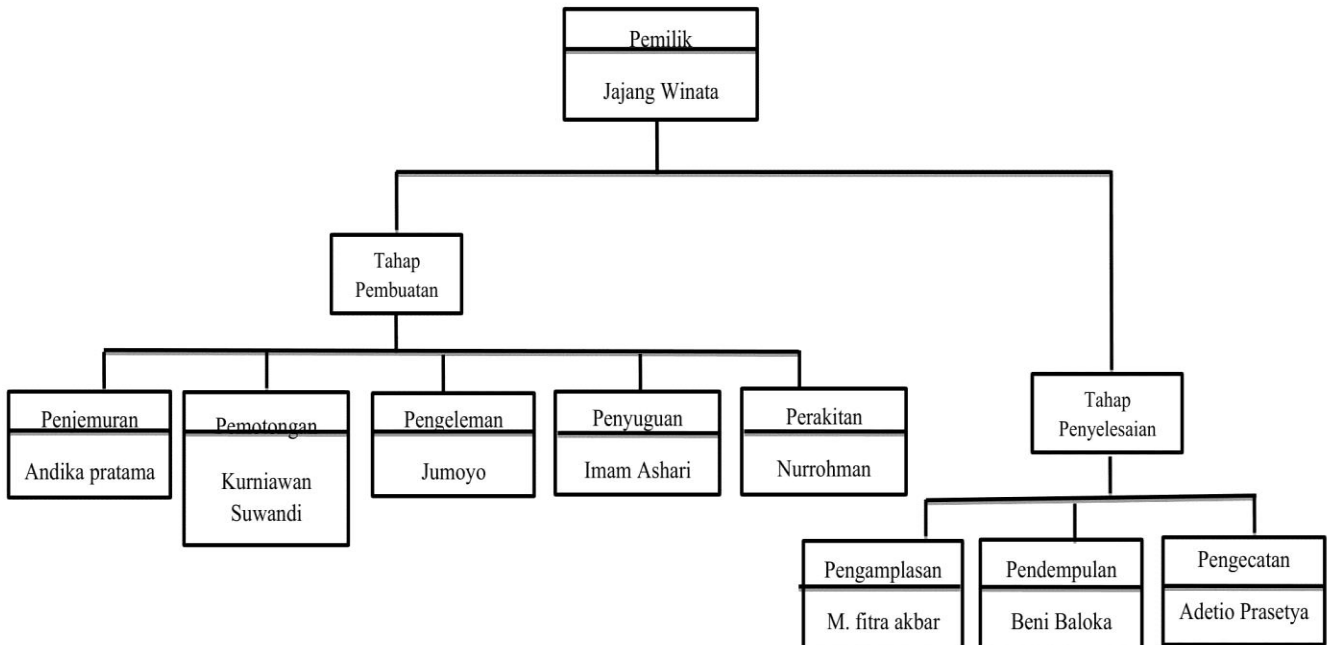 Pemilik
Jajang Winata
Tahap
Pembuatan
Penjemuran
Andika pratama
Pemotongan
Kurniawan
Suwandi
Pengeleman
Jumoyo
Penyuguan
Imam Ashari
Perakitan
Nurrohman
Tahap
Penyelesaian
Pengamplasan
M. fitra akbar
Pendempulan
Beni Baloka
Pengecatan
Adetio Prasetya